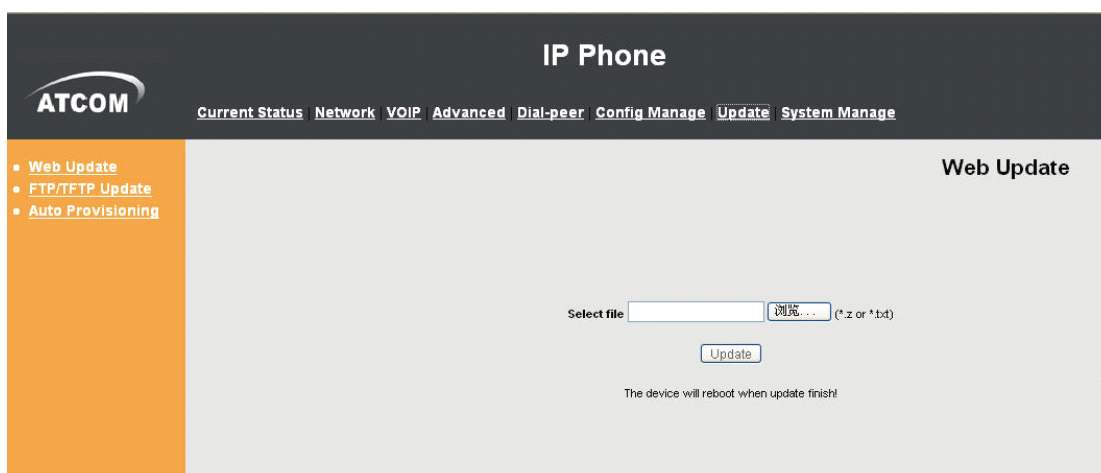 IP Phone
ATCOM
Current Status | Network | VOIP | Advanced | Dial-peer | Config Manage | Update | System Manage
Web Update
FTP/TFTP Update
Auto Provisioning
Web Update
Select file 浏览... (*.z or *.txt)
Update
The device will reboot when update finish!